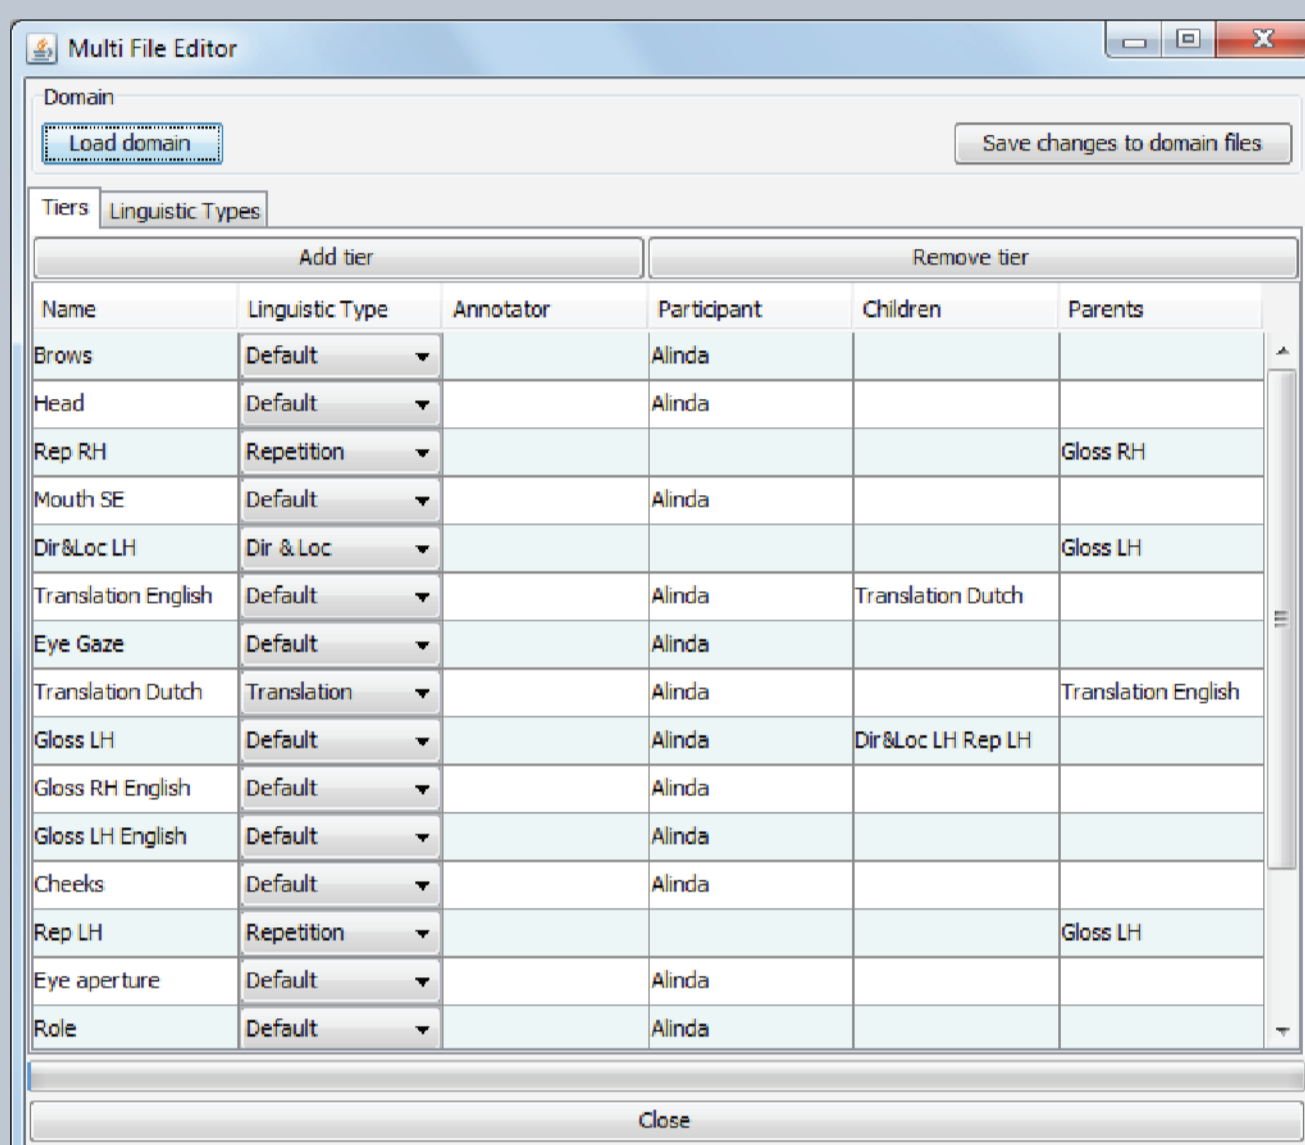 Multi File Editor
Domain
Load domain Save changes to domain files
Tiers Linguistic Types
Add tier Remove tier
Name Linguistic Type Annotator Participant Children Parents
Brows Default Alinda
Head Default Alinda
Rep RH Repetition Gloss RH
Mouth SE Default Alinda
Dir&Loc LH Dir & Loc Gloss LH
Translation English Default Alinda Translation Dutch
Eye Gaze Default Alinda
Translation Dutch Translation Alinda Translation English
Gloss LH Default Alinda Dir&Loc LH Rep LH
Gloss RH English Default Alinda
Gloss LH English Default Alinda
Cheeks Default Alinda
Rep LH Repetition Gloss LH
Eye aperture Default Alinda
Role Default Alinda
Close